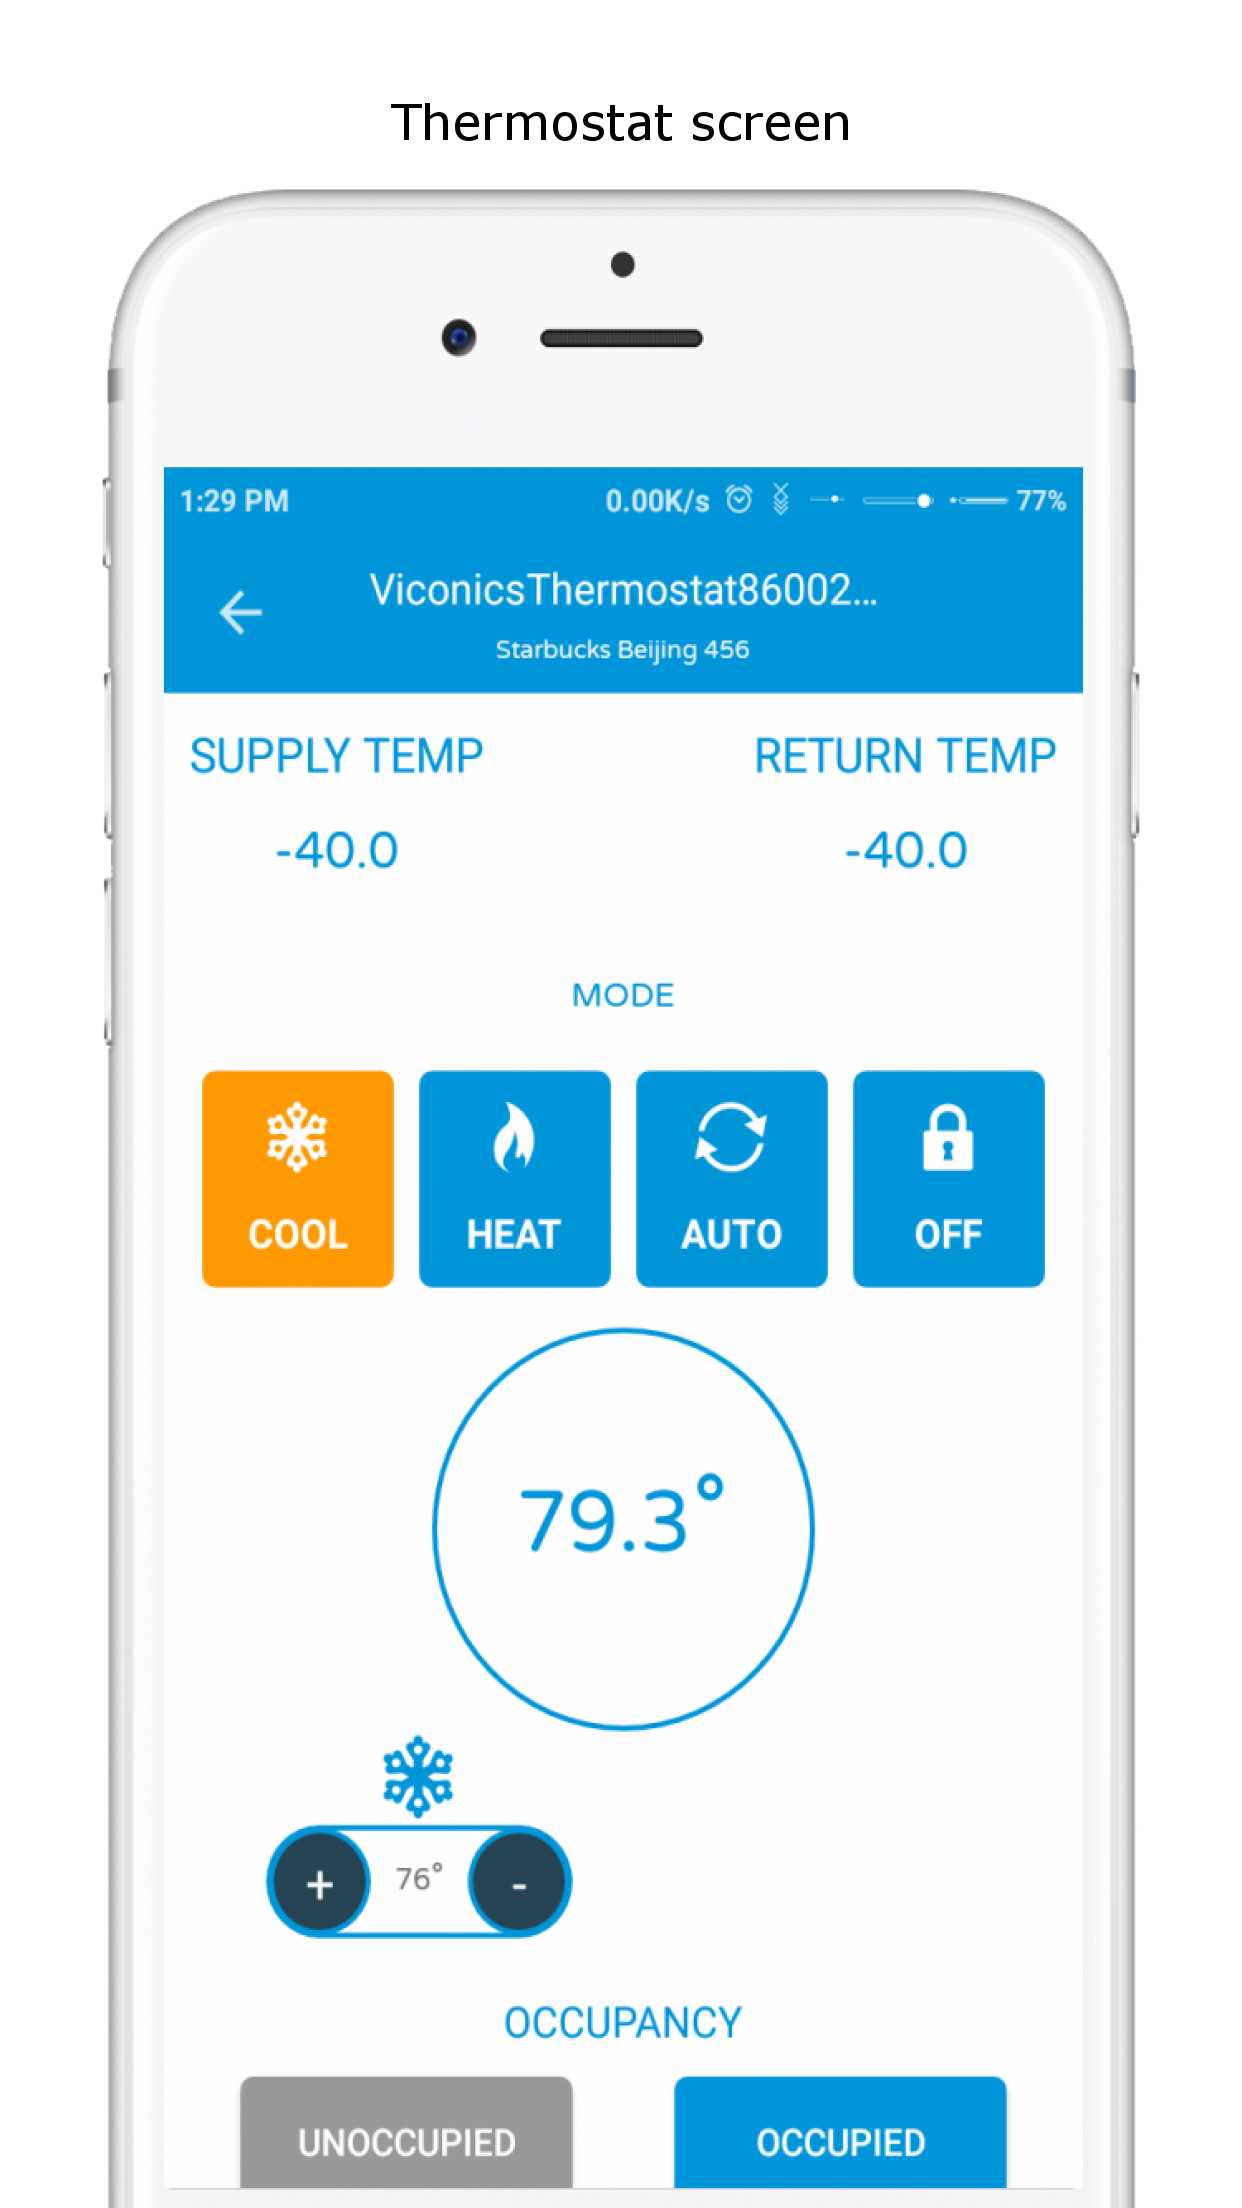 Thermostat screen
1:29 PM 0.00K/s 77%
ViconicsThermostat86002...
Starbucks Beijing 456
SUPPLY TEMP RETURN TEMP
-40.0 -40.0
MODE
COOL HEAT AUTO OFF
79.3°
+ 76° -
OCCUPANCY
UNOCCUPIED OCCUPIED